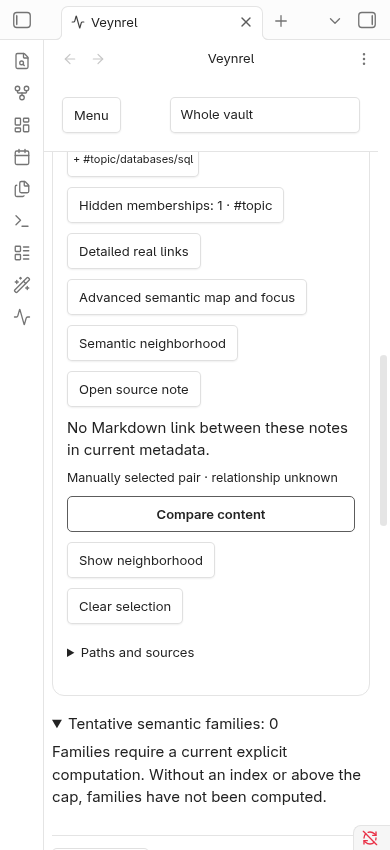 Veynrel
Veynrel
Menu
Whole vault
+ #topic/databases/sql
Hidden memberships: 1 · #topic
Detailed real links
Advanced semantic map and focus
Semantic neighborhood
Open source note
No Markdown link between these notes
in current metadata.
Manually selected pair · relationship unknown
Compare content
Show neighborhood
Clear selection
Paths and sources
Tentative semantic families: 0
Families require a current explicit
computation. Without an index or above the
cap, families have not been computed.